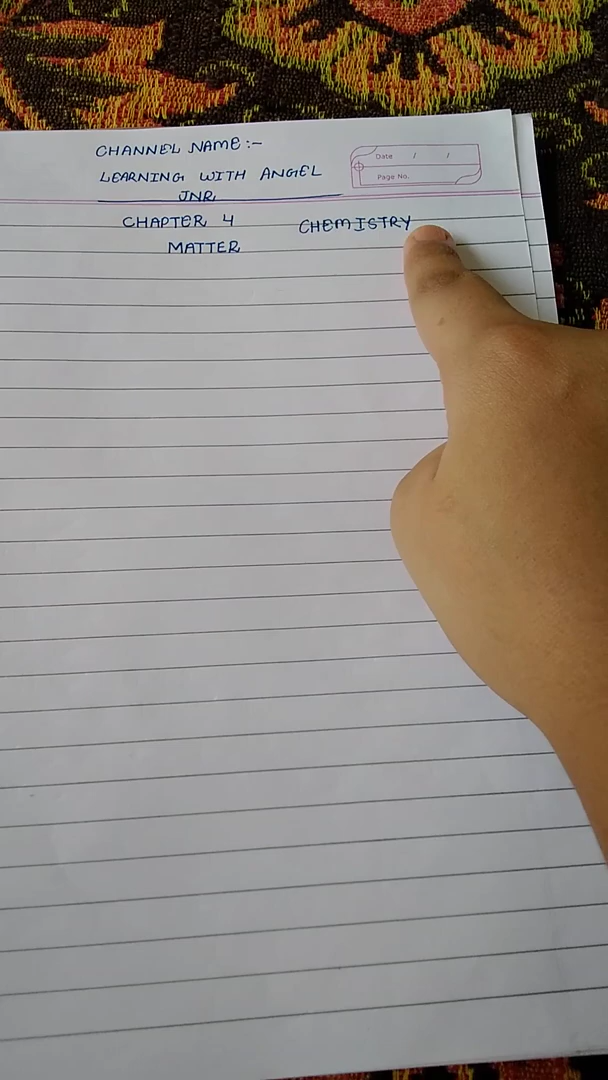 CHANNEL NAME :-
LEARNING WITH ANGEL
JNR
Date / /
Page No.
CHAPTER 4 CHEMISTRY
MATTER